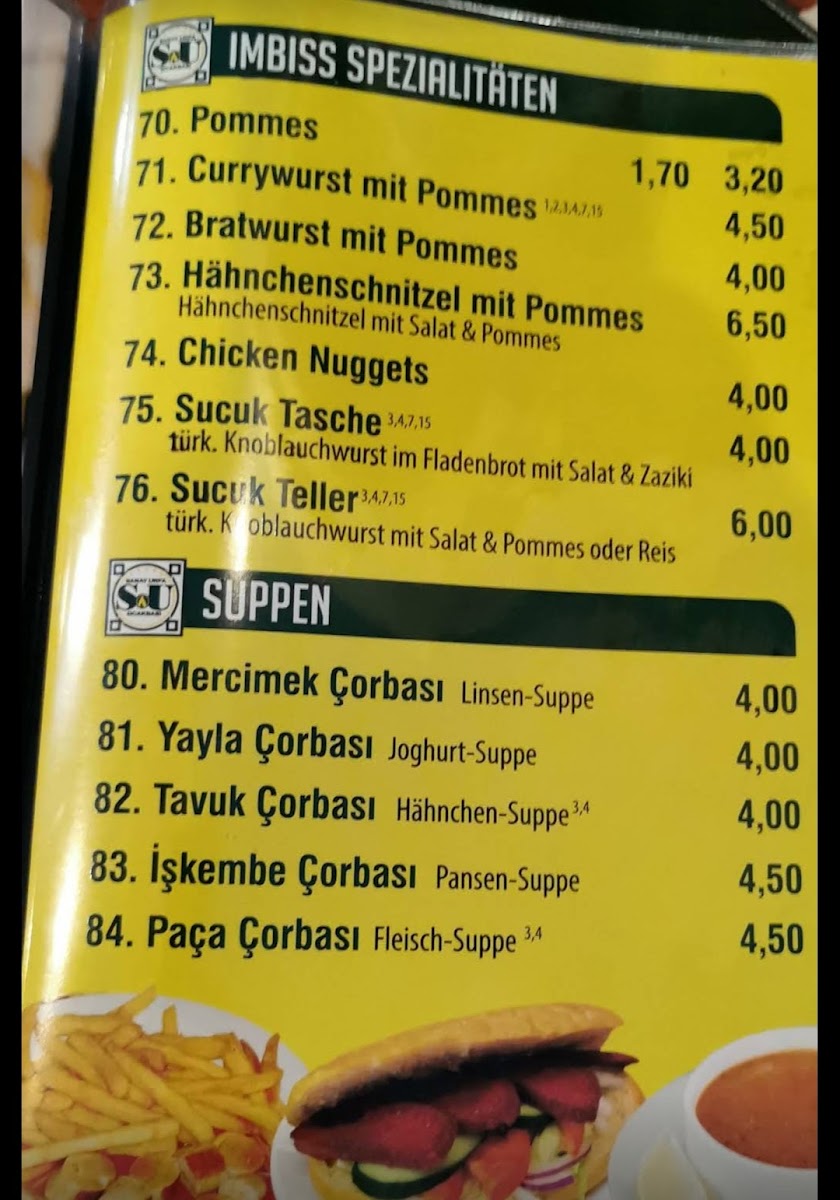 SaU
IMBISS SPEZIALITÄTEN
70. Pommes 1,70 3,20
71. Currywurst mit Pommes 1,2,3,4,7,15 4,50
72. Bratwurst mit Pommes 4,00
73. Hähnchenschnitzel mit Pommes 6,50
Hähnchenschnitzel mit Salat & Pommes
74. Chicken Nuggets 4,00
75. Sucuk Tasche 3,4,7,15 4,00
türk. Knoblauchwurst im Fladenbrot mit Salat & Zaziki
76. Sucuk Teller 3,4,7,15 6,00
türk. Knoblauchwurst mit Salat & Pommes oder Reis
SaU
SUPPEN
80. Mercimek Çorbası Linsen-Suppe 4,00
81. Yayla Çorbası Joghurt-Suppe 4,00
82. Tavuk Çorbası Hähnchen-Suppe 3,4 4,00
83. İşkembe Çorbası Pansen-Suppe 4,50
84. Paça Çorbası Fleisch-Suppe 3,4 4,50